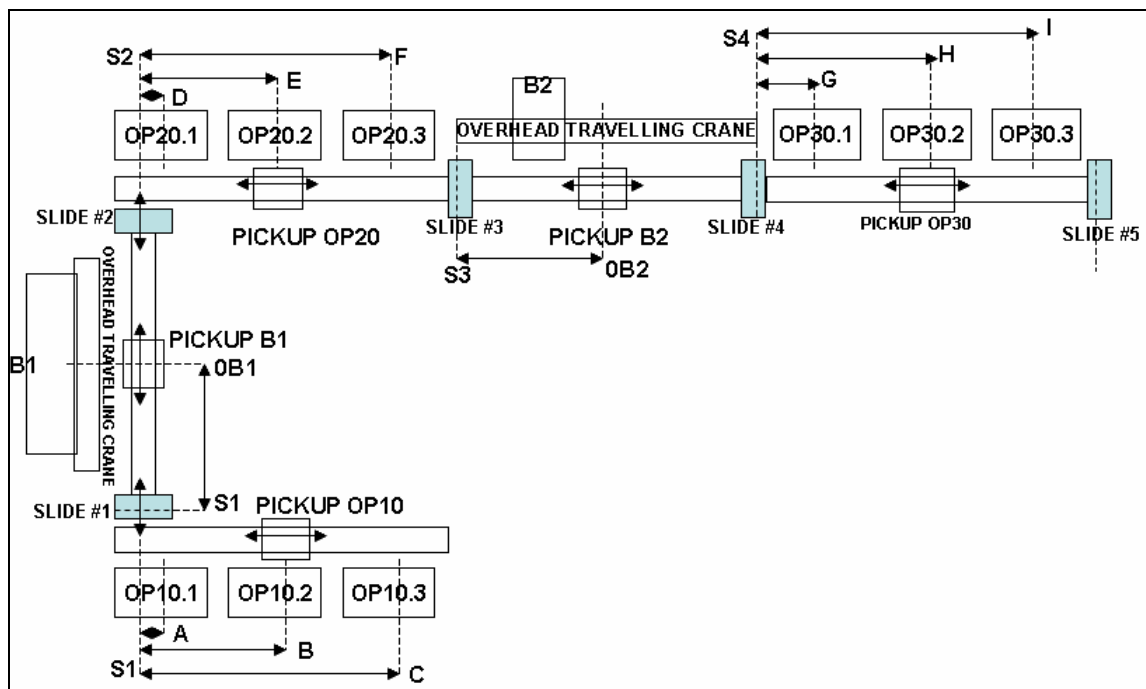 S2
F
S4
I
E
H
D
B2
G
OP20.1
OP20.2
OP20.3
OVERHEAD TRAVELLING CRANE
OP30.1
OP30.2
OP30.3
SLIDE #2
PICKUP OP20
SLIDE #3
PICKUP B2
SLIDE #4
PICKUP OP30
SLIDE #5
S3
0B2
OVERHEAD TRAVELLING CRANE
B1
PICKUP B1
0B1
S1
SLIDE #1
PICKUP OP10
OP10.1
OP10.2
OP10.3
A
B
S1
C